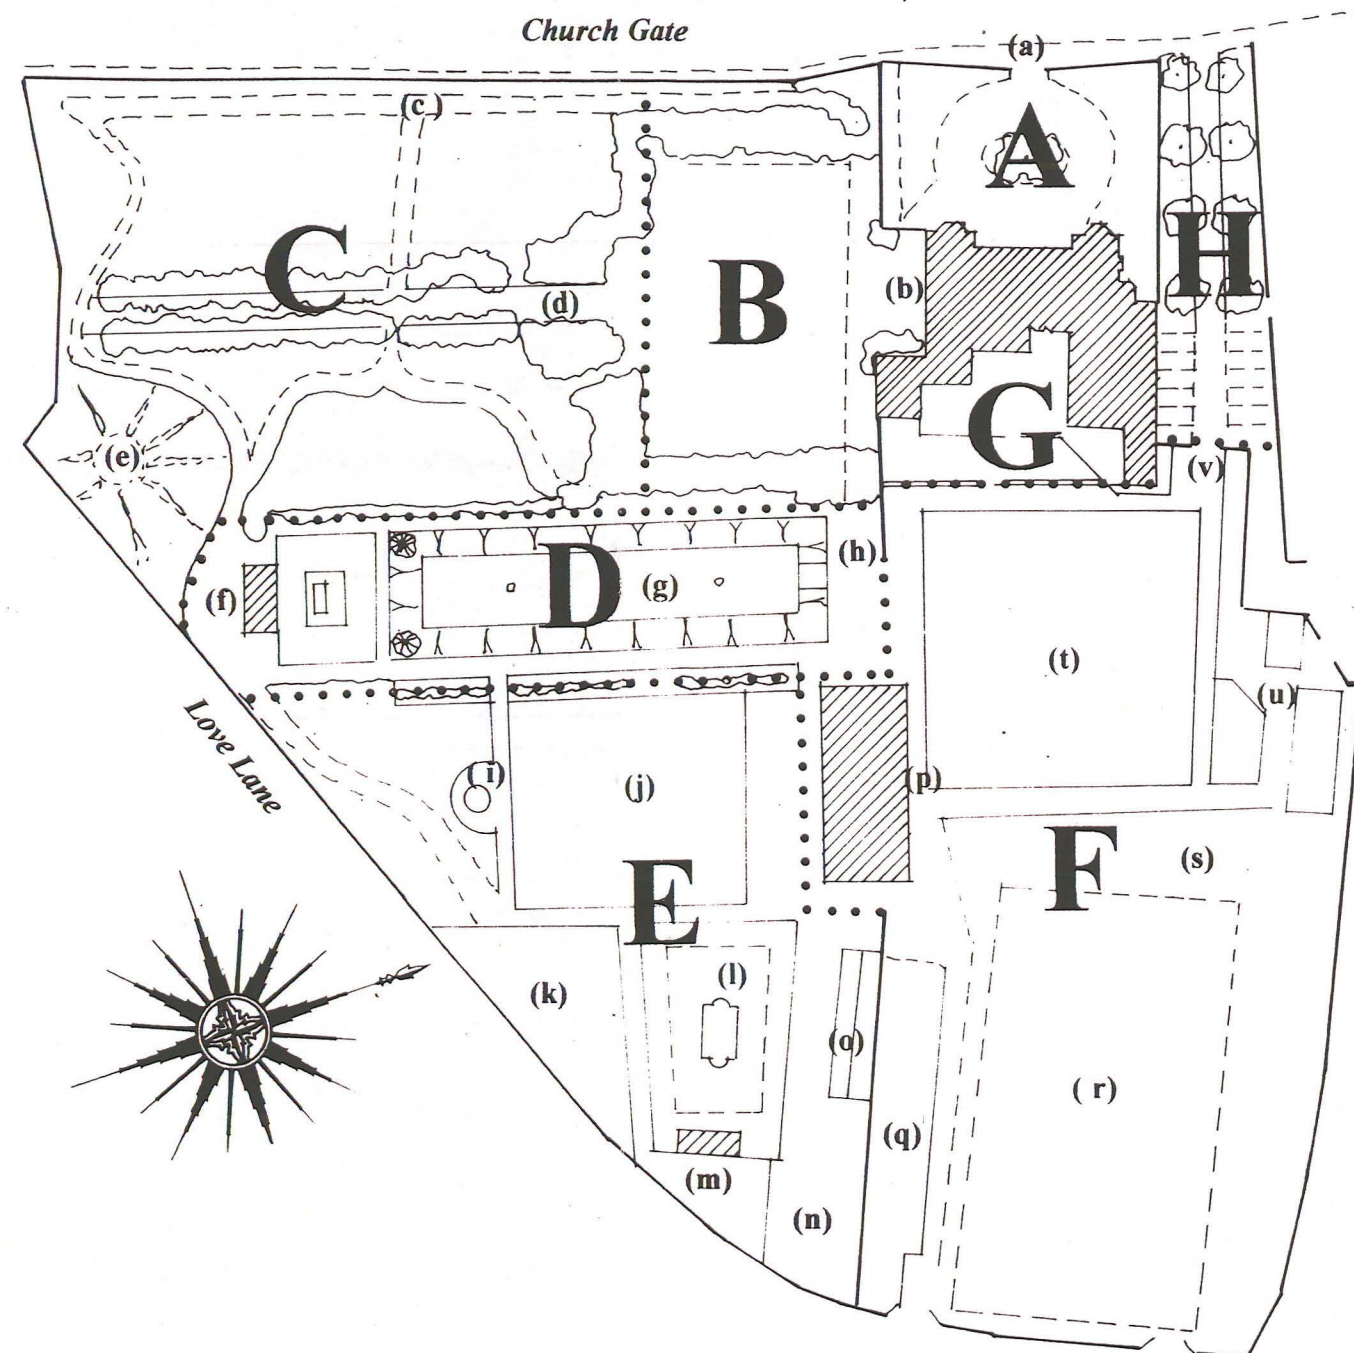 Church Gate
(a)
(c )
A
H
C
B
(b)
(d)
G
(e)
(v)
(h)
D
(g)
(f)
(t)
(u)
Love Lane
( i)
(j)
(p)
F
(s)
E
(l)
(k)
(o)
( r)
(q)
(m)
(n)